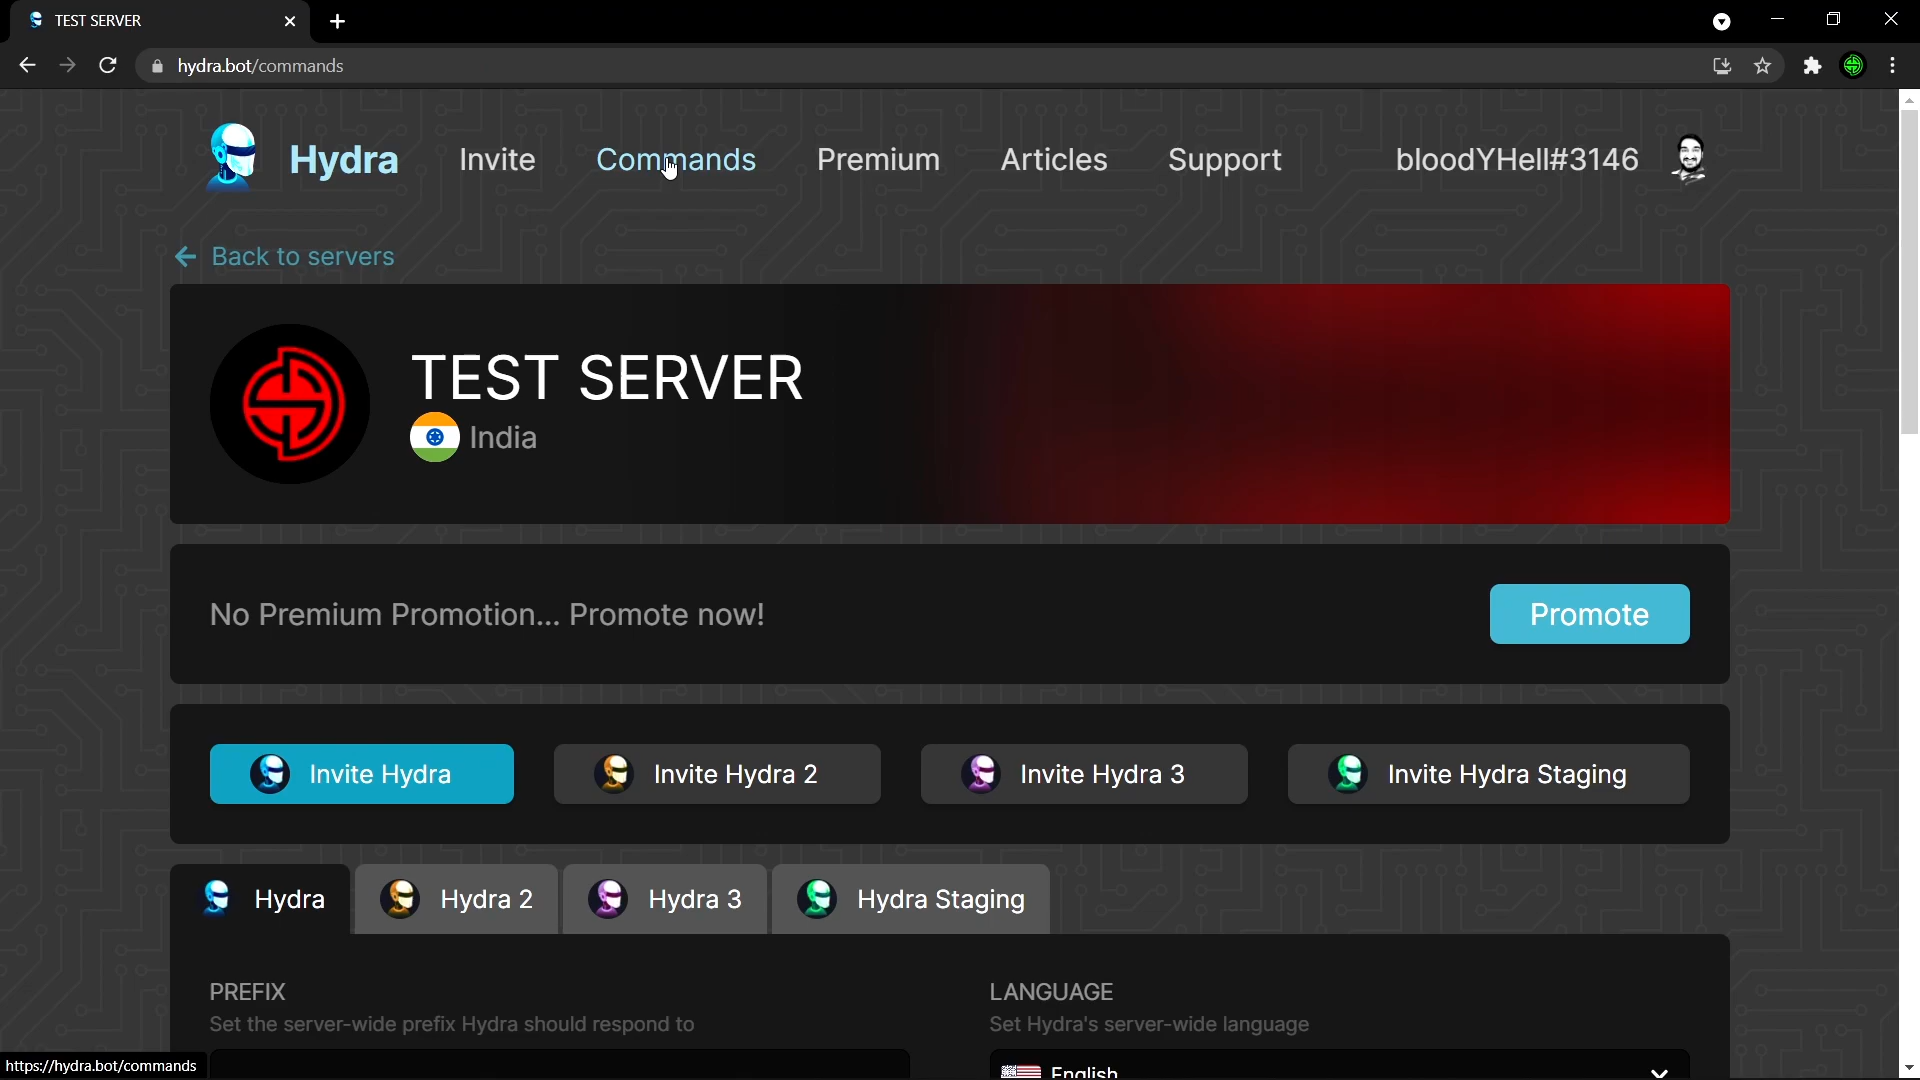 TEST SERVER
hydra.bot/commands
Hydra Invite Commands Premium Articles Support bloodYHell#3146
Back to servers
TEST SERVER
India
No Premium Promotion... Promote now! Promote
Invite Hydra Invite Hydra 2 Invite Hydra 3 Invite Hydra Staging
Hydra Hydra 2 Hydra 3 Hydra Staging
PREFIX LANGUAGE
Set the server-wide prefix Hydra should respond to Set Hydra's server-wide language
English
https://hydra.bot/commands